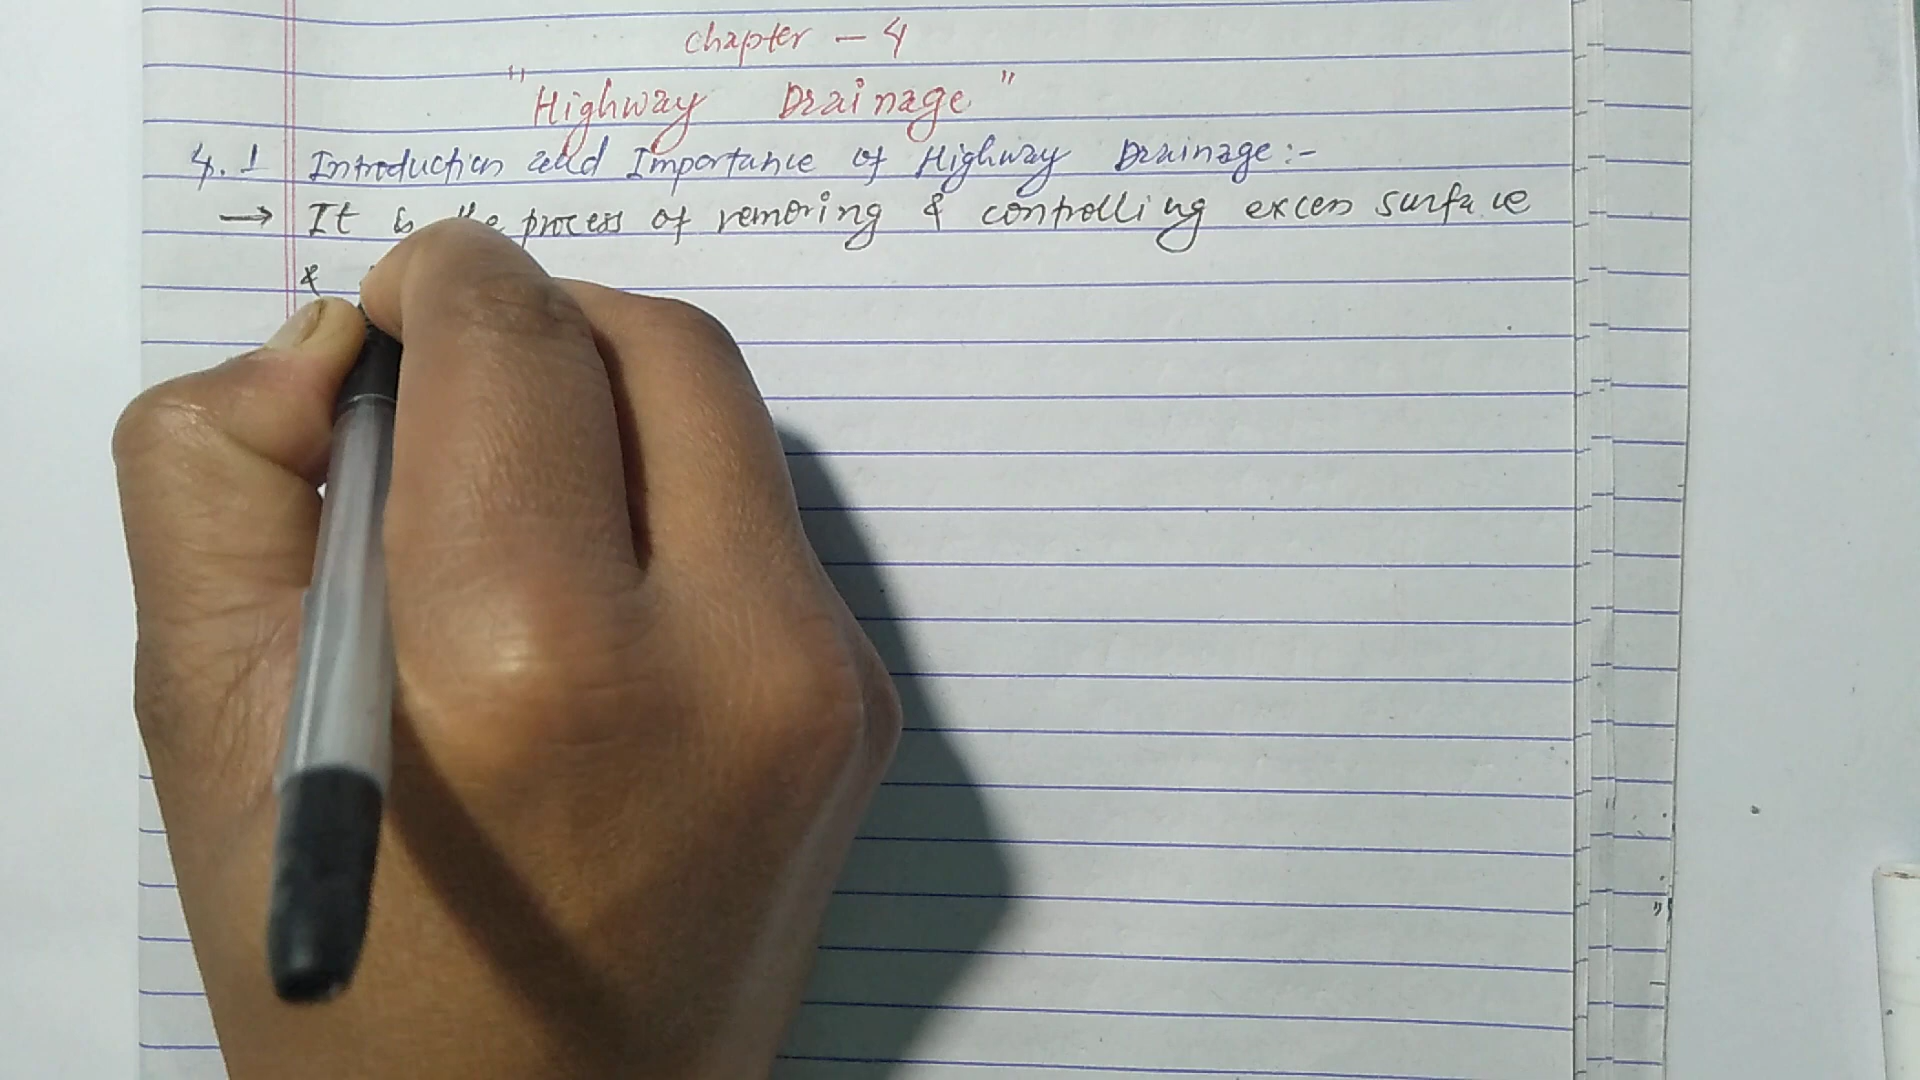 Chapter - 4
"Highway Drainage"
4.1 Introduction and Importance of Highway Drainage:-
→ It is the process of removing & controlling excess surface
&